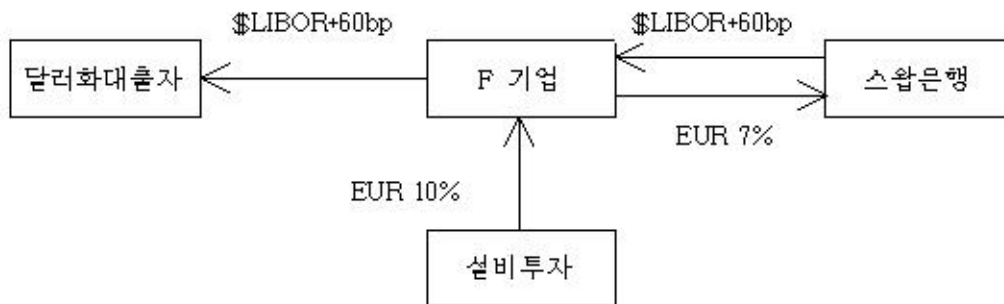 $LIBOR+60bp
$LIBOR+60bp
달러화대출자
F 기업
스왑은행
EUR 7%
EUR 10%
설비투자